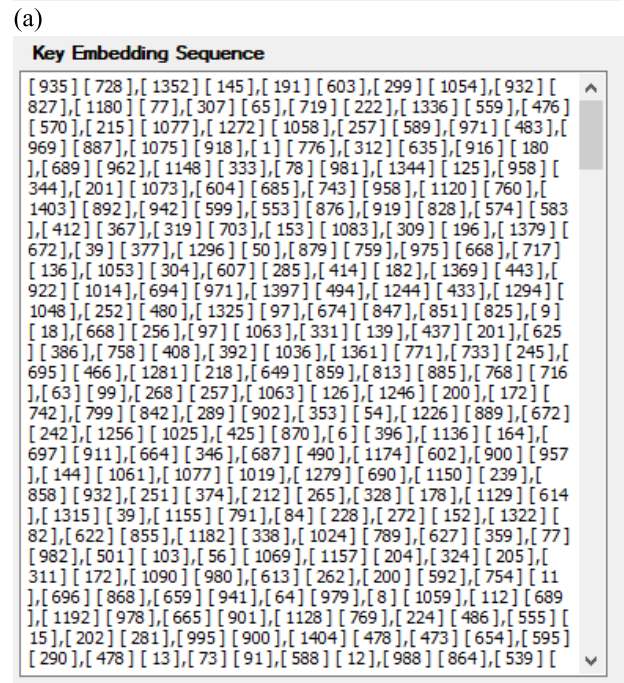 (a)
Key Embedding Sequence
[ 935 ] [ 728 ],[ 1352 ] [ 145 ],[ 191 ] [ 603 ],[ 299 ] [ 1054 ],[ 932 ] [
827 ],[ 1180 ] [ 77 ],[ 307 ] [ 65 ],[ 719 ] [ 222 ],[ 1336 ] [ 559 ],[ 476 ]
[ 570 ],[ 215 ] [ 1077 ],[ 1272 ] [ 1058 ],[ 257 ] [ 589 ],[ 971 ] [ 483 ],[
969 ] [ 887 ],[ 1075 ] [ 918 ],[ 1 ] [ 776 ],[ 312 ] [ 635 ],[ 916 ] [ 180
],[ 689 ] [ 962 ],[ 1148 ] [ 333 ],[ 78 ] [ 981 ],[ 1344 ] [ 125 ],[ 958 ] [
344 ],[ 201 ] [ 1073 ],[ 604 ] [ 685 ],[ 743 ] [ 958 ],[ 1120 ] [ 760 ],[
1403 ] [ 892 ],[ 942 ] [ 599 ],[ 553 ] [ 876 ],[ 919 ] [ 828 ],[ 574 ] [ 583
],[ 412 ] [ 367 ],[ 319 ] [ 703 ],[ 153 ] [ 1083 ],[ 309 ] [ 196 ],[ 1379 ] [
672 ],[ 39 ] [ 377 ],[ 1296 ] [ 50 ],[ 879 ] [ 759 ],[ 975 ] [ 668 ],[ 717 ]
[ 136 ],[ 1053 ] [ 304 ],[ 607 ] [ 285 ],[ 414 ] [ 182 ],[ 1369 ] [ 443 ],[
922 ] [ 1014 ],[ 694 ] [ 971 ],[ 1397 ] [ 494 ],[ 1244 ] [ 433 ],[ 1294 ] [
1048 ],[ 252 ] [ 480 ],[ 1325 ] [ 97 ],[ 674 ] [ 847 ],[ 851 ] [ 825 ],[ 9 ]
[ 18 ],[ 668 ] [ 256 ],[ 97 ] [ 1063 ],[ 331 ] [ 139 ],[ 437 ] [ 201 ],[ 625
] [ 386 ],[ 758 ] [ 408 ],[ 392 ] [ 1036 ],[ 1361 ] [ 771 ],[ 733 ] [ 245 ],[
695 ] [ 466 ],[ 1281 ] [ 218 ],[ 649 ] [ 859 ],[ 813 ] [ 885 ],[ 768 ] [ 716
],[ 63 ] [ 99 ],[ 268 ] [ 257 ],[ 1063 ] [ 126 ],[ 1246 ] [ 200 ],[ 172 ] [
742 ],[ 799 ] [ 842 ],[ 289 ] [ 902 ],[ 353 ] [ 54 ],[ 1226 ] [ 889 ],[ 672 ]
[ 242 ],[ 1256 ] [ 1025 ],[ 425 ] [ 870 ],[ 6 ] [ 396 ],[ 1136 ] [ 164 ],[
697 ] [ 911 ],[ 664 ] [ 346 ],[ 687 ] [ 490 ],[ 1174 ] [ 602 ],[ 900 ] [ 957
],[ 144 ] [ 1061 ],[ 1077 ] [ 1019 ],[ 1279 ] [ 690 ],[ 1150 ] [ 239 ],[
858 ] [ 932 ],[ 251 ] [ 374 ],[ 212 ] [ 265 ],[ 328 ] [ 178 ],[ 1129 ] [ 614
],[ 1315 ] [ 39 ],[ 1155 ] [ 791 ],[ 84 ] [ 228 ],[ 272 ] [ 152 ],[ 1322 ] [
82 ],[ 622 ] [ 855 ],[ 1182 ] [ 338 ],[ 1024 ] [ 789 ],[ 627 ] [ 359 ],[ 77 ]
[ 982 ],[ 501 ] [ 103 ],[ 56 ] [ 1069 ],[ 1157 ] [ 204 ],[ 324 ] [ 205 ],[
311 ] [ 172 ],[ 1090 ] [ 980 ],[ 613 ] [ 262 ],[ 200 ] [ 592 ],[ 754 ] [ 11
],[ 696 ] [ 868 ],[ 659 ] [ 941 ],[ 64 ] [ 979 ],[ 8 ] [ 1059 ],[ 112 ] [ 689
],[ 1192 ] [ 978 ],[ 665 ] [ 901 ],[ 1128 ] [ 769 ],[ 224 ] [ 486 ],[ 555 ] [
15 ],[ 202 ] [ 281 ],[ 995 ] [ 900 ],[ 1404 ] [ 478 ],[ 473 ] [ 654 ],[ 595 ]
[ 290 ],[ 478 ] [ 13 ],[ 73 ] [ 91 ],[ 588 ] [ 12 ],[ 988 ] [ 864 ],[ 539 ] [